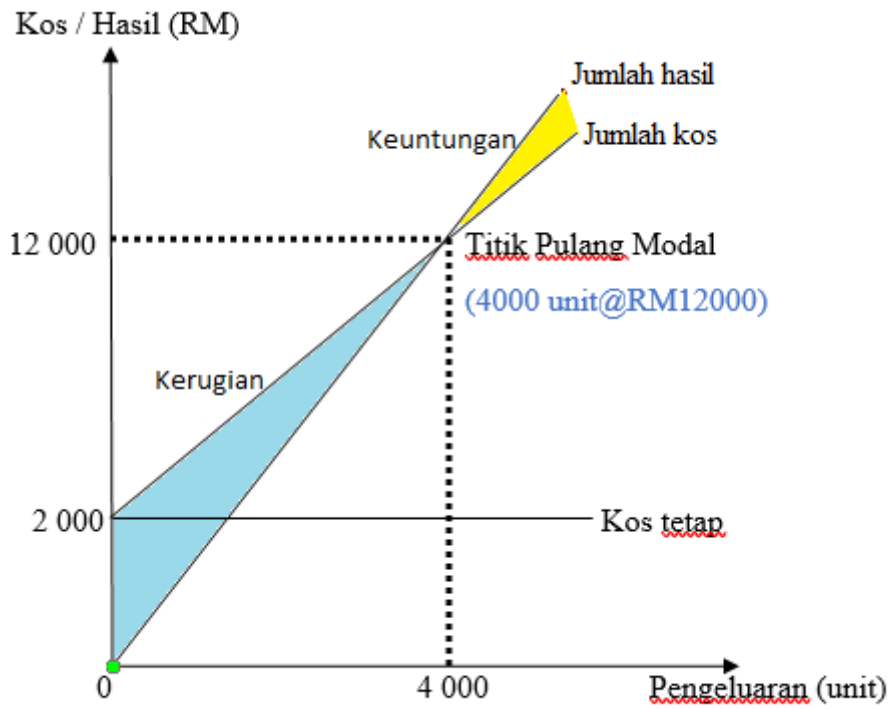 Kos / Hasil (RM)
Jumlah hasil
Keuntungan
Jumlah kos
12 000
Titik Pulang Modal
(4000 unit@RM12000)
Kerugian
2 000
Kos tetap
0
4 000
Pengeluaran (unit)